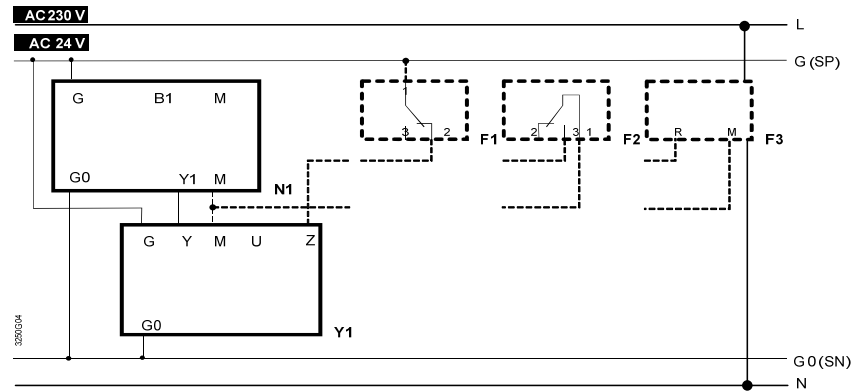 AC 230 V
L
AC 24 V
G (SP)
G B1 M
1
3 2
F1
2 3 1
F2
R M
F3
G0 Y1 M
N1
G Y M U Z
G0
Y1
3250G04
G0 (SN)
N